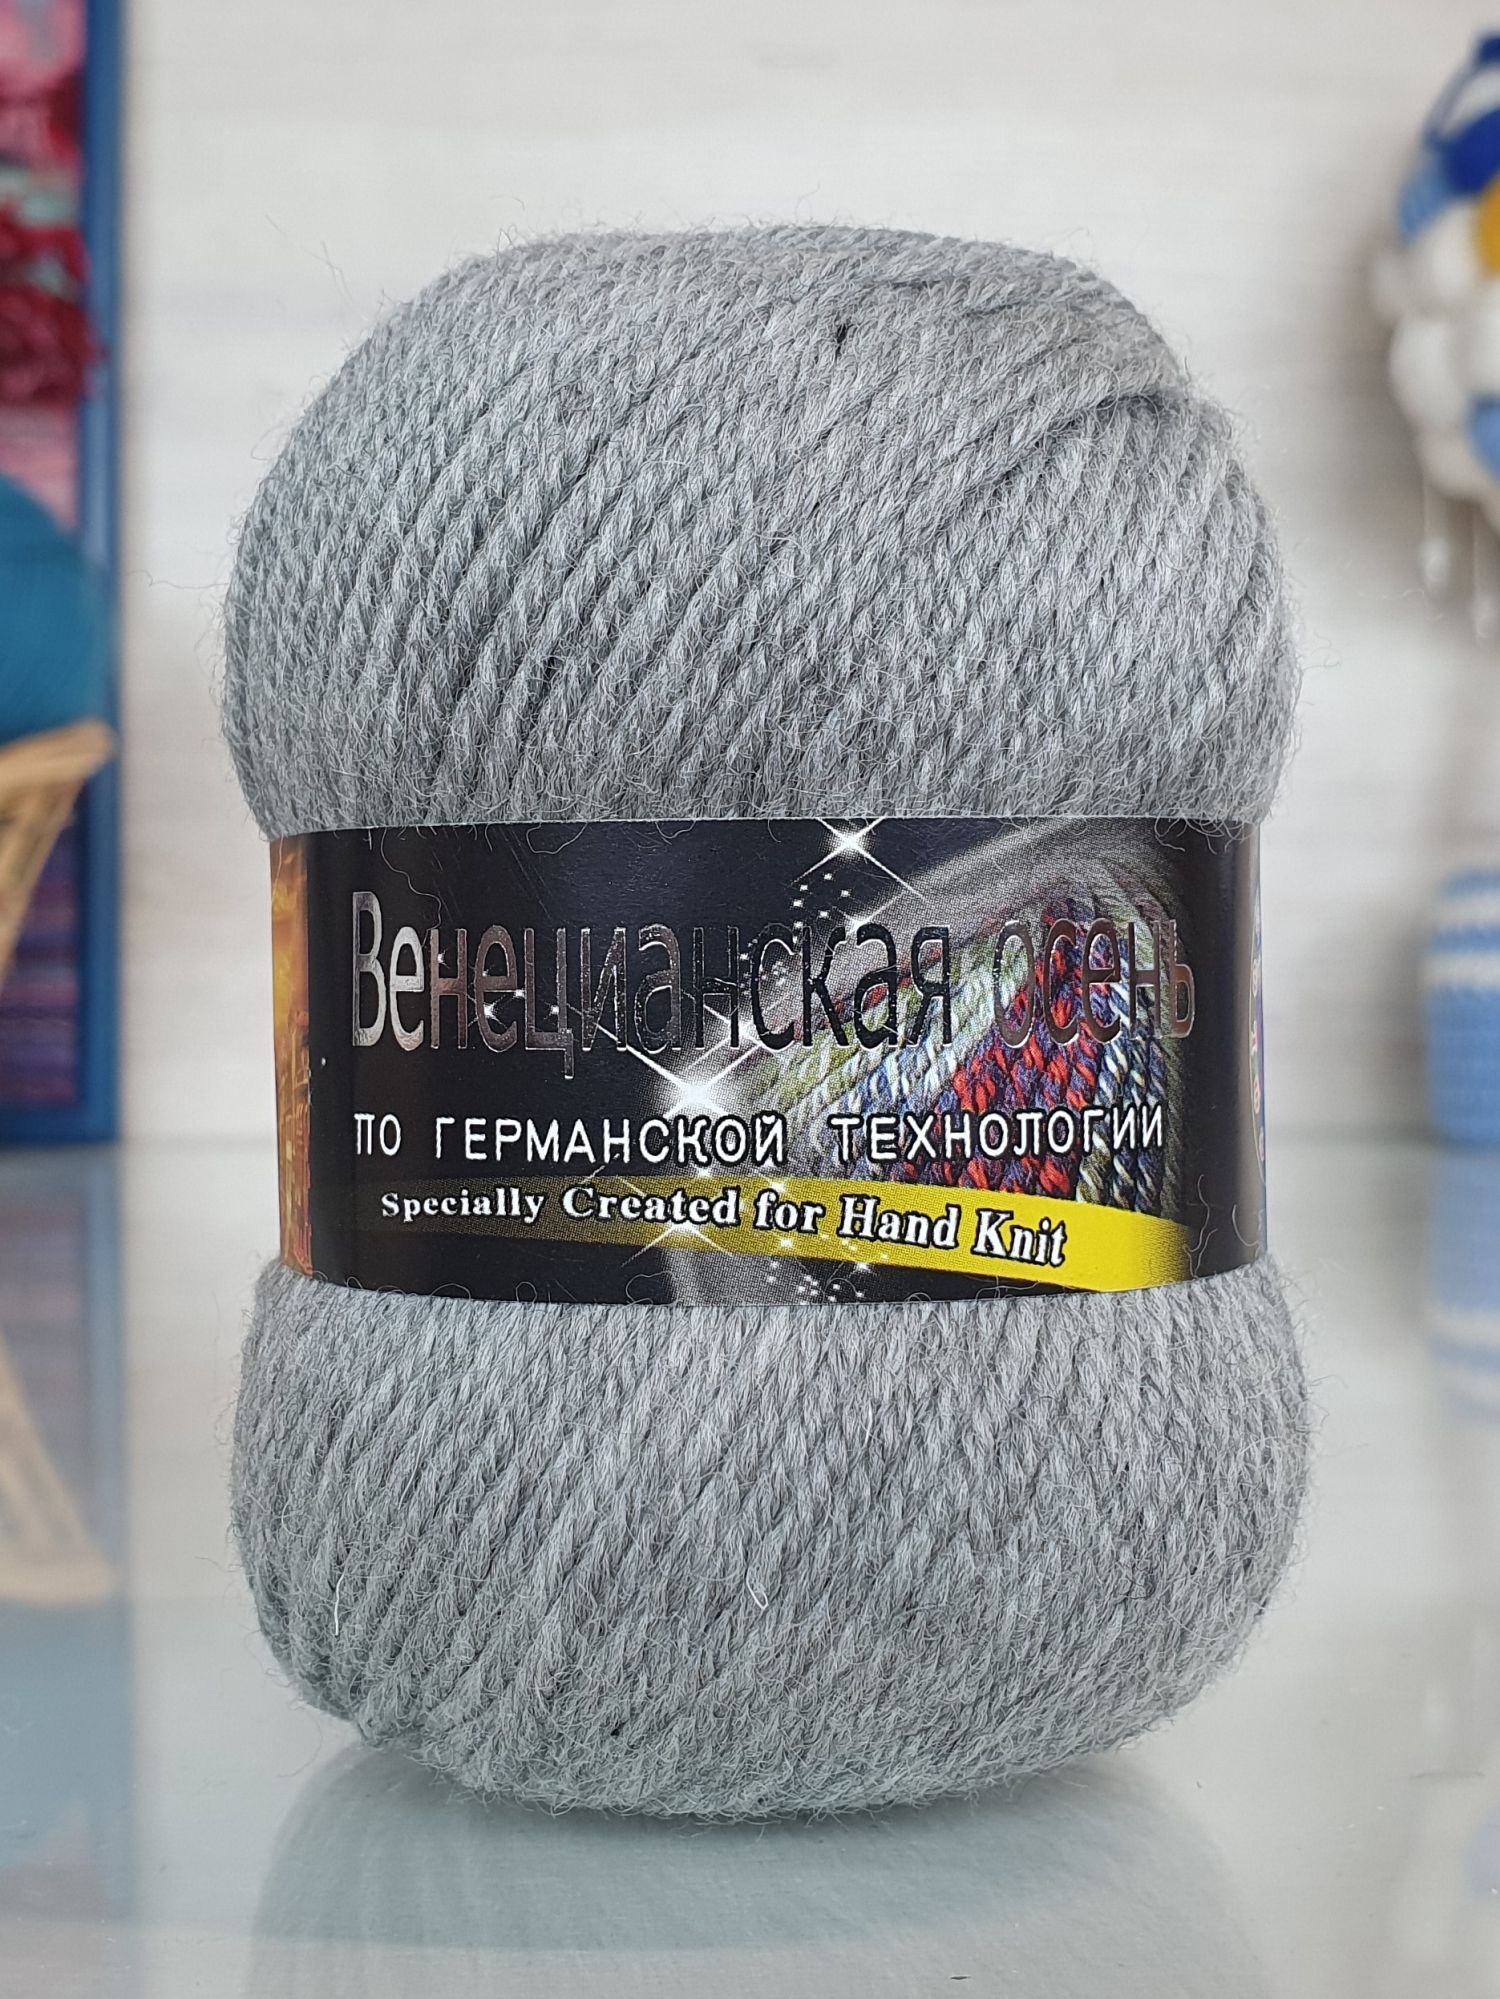 Венецианская осень
ПО ГЕРМАНСКОЙ ТЕХНОЛОГИИ
Specially Created for Hand Knit